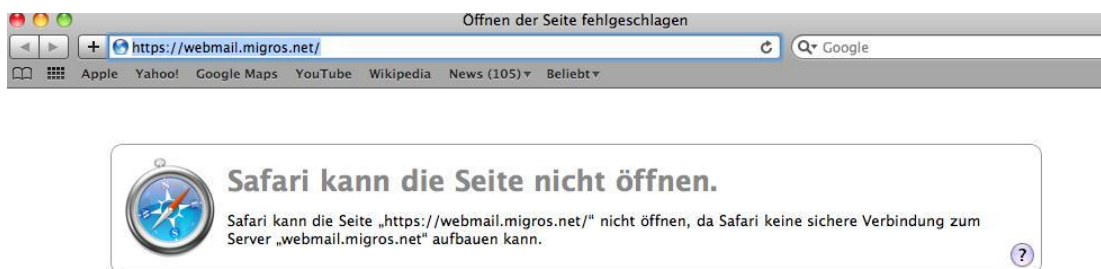 Öffnen der Seite fehlgeschlagen
+ https://webmail.migros.net/ Google
Apple Yahoo! Google Maps YouTube Wikipedia News (105) Beliebt
Safari kann die Seite nicht öffnen.
Safari kann die Seite „https://webmail.migros.net/“ nicht öffnen, da Safari keine sichere Verbindung zum
Server „webmail.migros.net“ aufbauen kann.
?